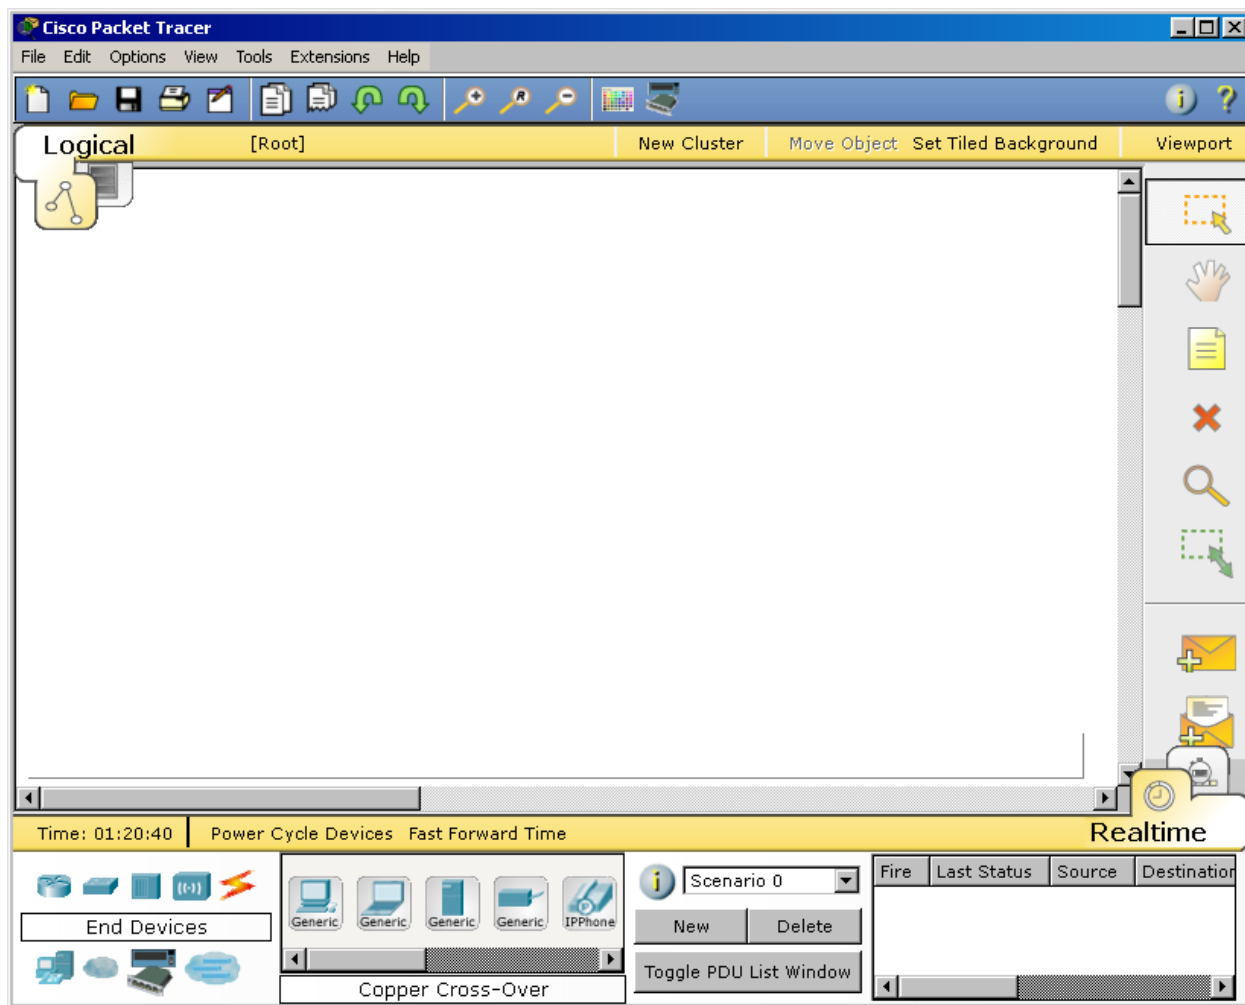 Cisco Packet Tracer
File Edit Options View Tools Extensions Help
R i ?
Logical [Root] New Cluster Move Object Set Tiled Background Viewport
Time: 01:20:40 Power Cycle Devices Fast Forward Time Realtime
End Devices
Generic Generic Generic Generic IPPhone
Copper Cross-Over
i Scenario 0
New Delete
Toggle PDU List Window
Fire Last Status Source Destination